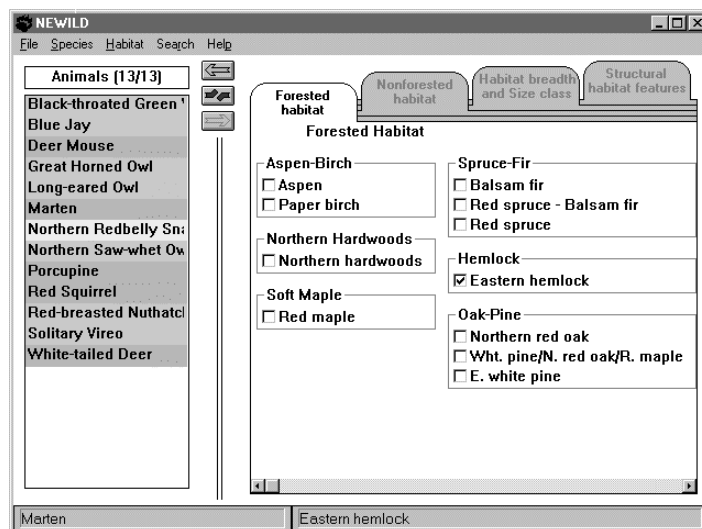 NEWILD
File Species Habitat Search Help
Animals (13/13)
Black-throated Green
Blue Jay
Deer Mouse
Great Horned Owl
Long-eared Owl
Marten
Northern Redbelly Sna
Northern Saw-whet Ow
Porcupine
Red Squirrel
Red-breasted Nuthatcl
Solitary Vireo
White-tailed Deer
Forested habitat
Nonforested habitat
Habitat breadth and Size class
Structural habitat features
Forested Habitat
Aspen-Birch
Aspen
Paper birch
Northern Hardwoods
Northern hardwoods
Soft Maple
Red maple
Spruce-Fir
Balsam fir
Red spruce - Balsam fir
Red spruce
Hemlock
Eastern hemlock
Oak-Pine
Northern red oak
Wht. pine/N. red oak/R. maple
E. white pine
Marten
Eastern hemlock